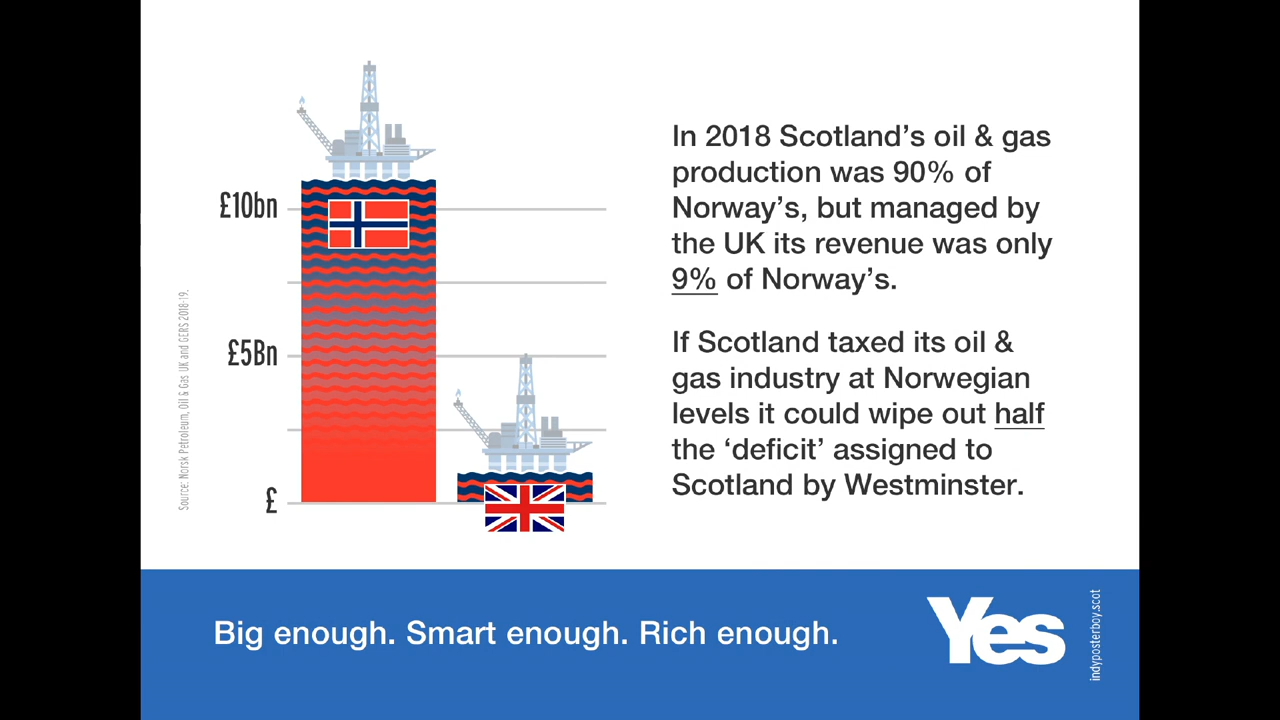 £10bn
£5Bn
£
Source: Norsk Petroleum, Oil & Gas UK and GERS 2018-19.
In 2018 Scotland’s oil & gas
production was 90% of
Norway’s, but managed by
the UK its revenue was only
9% of Norway’s.
If Scotland taxed its oil &
gas industry at Norwegian
levels it could wipe out half
the ‘deficit’ assigned to
Scotland by Westminster.
Big enough. Smart enough. Rich enough.
Yes
indyposterboy.scot